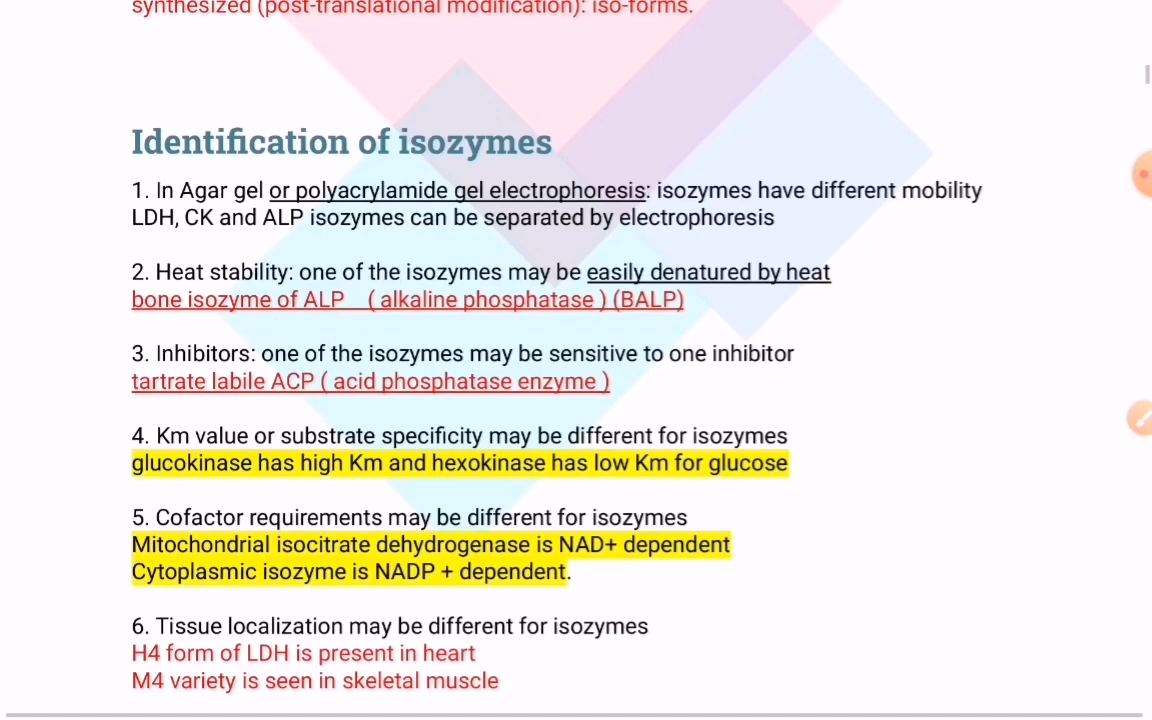 synthesized (post-translational modification): iso-forms.
Identification of isozymes
1. In Agar gel or polyacrylamide gel electrophoresis: isozymes have different mobility
LDH, CK and ALP isozymes can be separated by electrophoresis
2. Heat stability: one of the isozymes may be easily denatured by heat
bone isozyme of ALP ( alkaline phosphatase ) (BALP)
3. Inhibitors: one of the isozymes may be sensitive to one inhibitor
tartrate labile ACP ( acid phosphatase enzyme )
4. Km value or substrate specificity may be different for isozymes
glucokinase has high Km and hexokinase has low Km for glucose
5. Cofactor requirements may be different for isozymes
Mitochondrial isocitrate dehydrogenase is NAD+ dependent
Cytoplasmic isozyme is NADP + dependent.
6. Tissue localization may be different for isozymes
H4 form of LDH is present in heart
M4 variety is seen in skeletal muscle